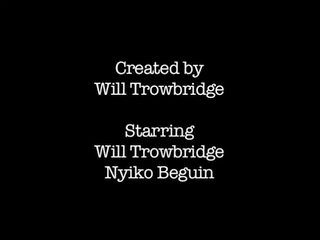 Created by
Will Trowbridge
Starring
Will Trowbridge
Nyiko Beguin